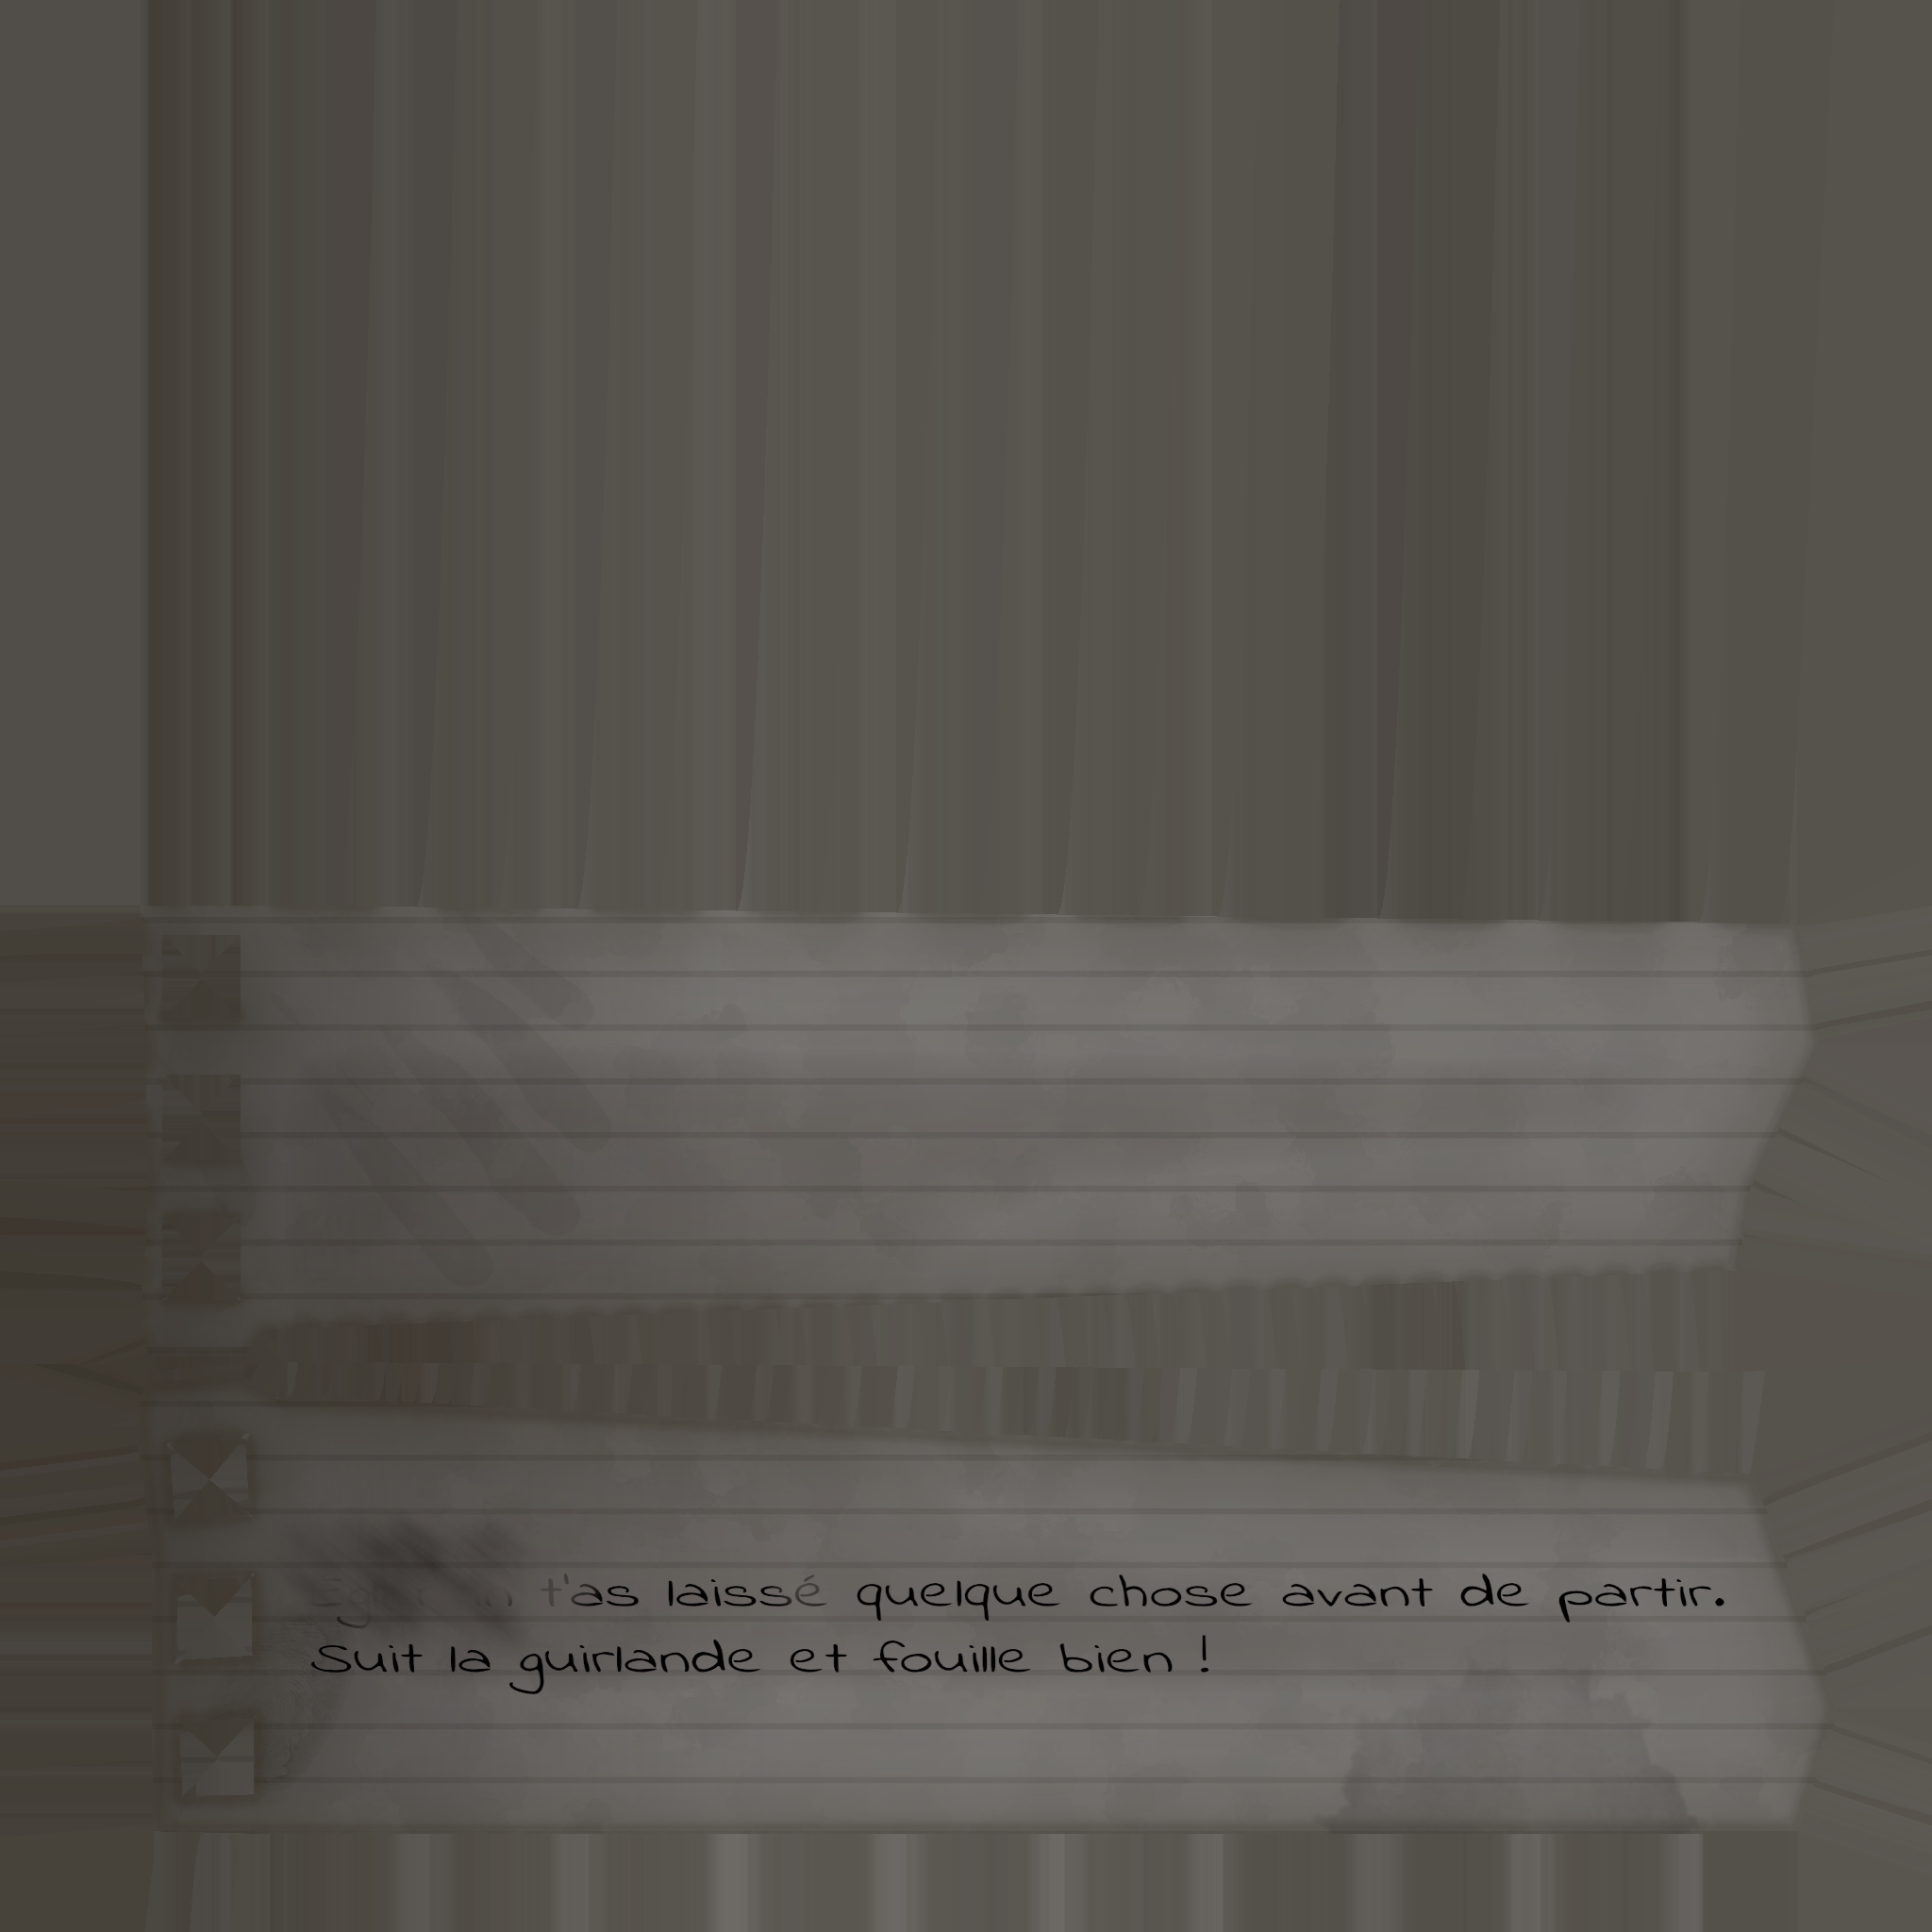 t'as laissé quelque chose avant de partir.
Suit la guirlande et fouille bien !